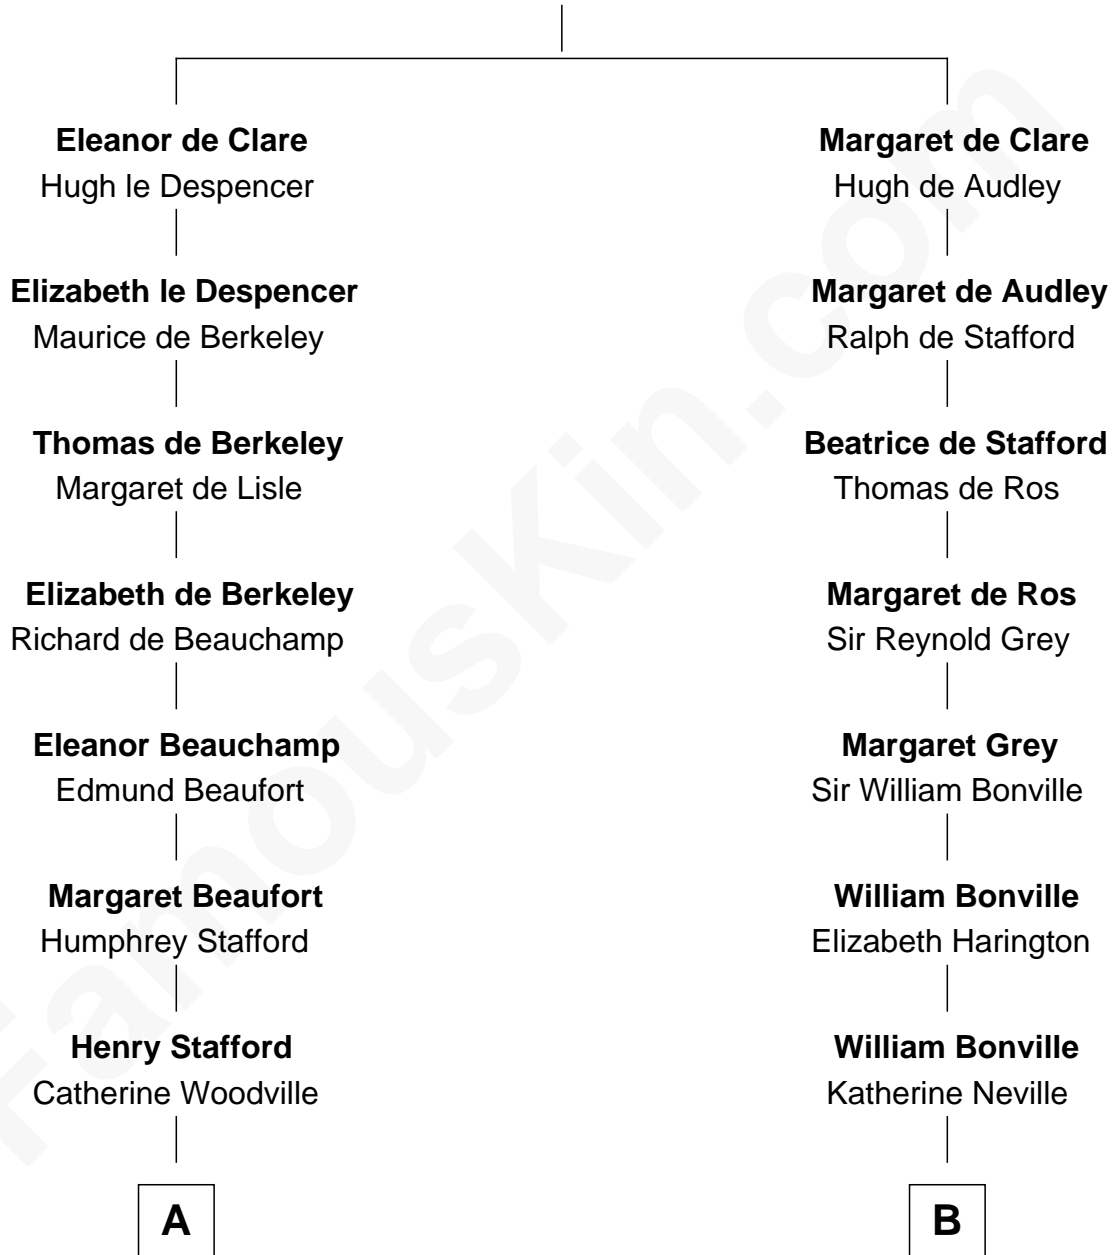 Eleanor de Clare
Hugh le Despencer
Elizabeth le Despencer
Maurice de Berkeley
Thomas de Berkeley
Margaret de Lisle
Elizabeth de Berkeley
Richard de Beauchamp
Eleanor Beauchamp
Edmund Beaufort
Margaret Beaufort
Humphrey Stafford
Henry Stafford
Catherine Woodville
A
Margaret de Clare
Hugh de Audley
Margaret de Audley
Ralph de Stafford
Beatrice de Stafford
Thomas de Ros
Margaret de Ros
Sir Reynold Grey
Margaret Grey
Sir William Bonville
William Bonville
Elizabeth Harington
William Bonville
Katherine Neville
B
FamousKin.com